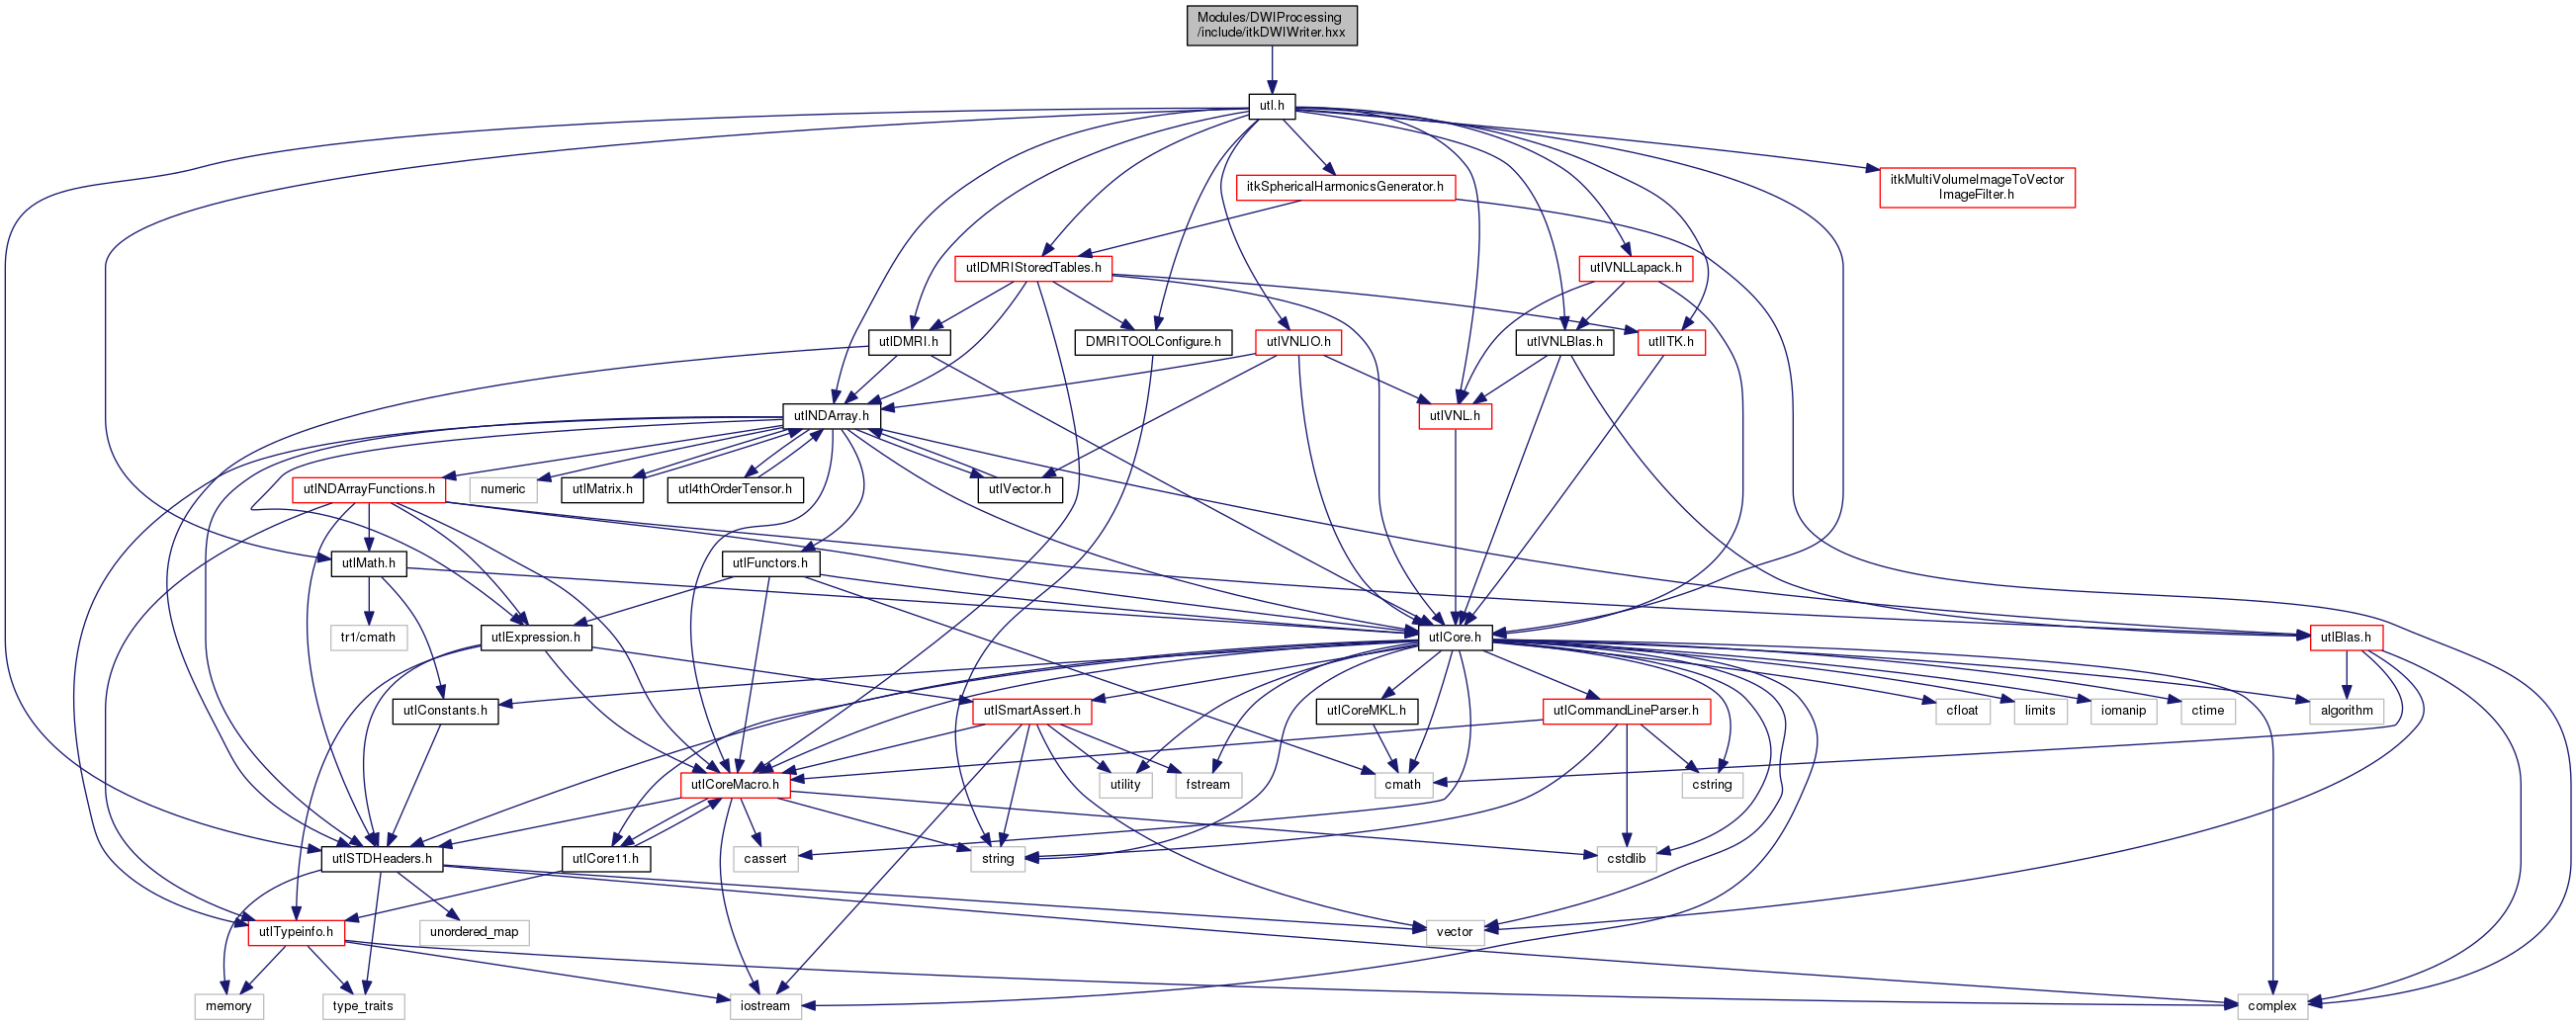 Modules/DWIProcessing
/include/itkDWIWriter.hxx
utl.h
itkSphericalHarmonicsGenerator.h
itkMultiVolumeImageToVector
ImageFilter.h
utlDMRIStoredTables.h
utlVNLLapack.h
utlDMRI.h
DMRITOOLConfigure.h
utlVNLIO.h
utlVNLBlas.h
utlITK.h
utlNDArray.h
utlVNL.h
utlNDArrayFunctions.h
numeric
utlMatrix.h
utl4thOrderTensor.h
utlVector.h
utlMath.h
utlFunctors.h
tr1/cmath
utlExpression.h
utlCore.h
utlBlas.h
utlConstants.h
utlSmartAssert.h
utlCoreMKL.h
utlCommandLineParser.h
cfloat
limits
iomanip
ctime
algorithm
utlCoreMacro.h
utility
fstream
cmath
cstring
utlSTDHeaders.h
utlCore11.h
cassert
string
cstdlib
utlTypeinfo.h
unordered_map
vector
memory
type_traits
iostream
complex